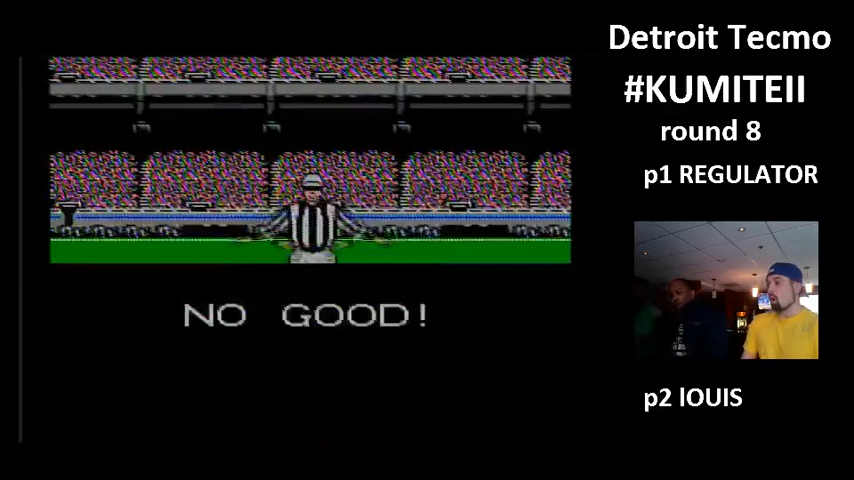 Detroit Tecmo
#KUMITEII
round 8
p1 REGULATOR
NO GOOD!
p2 lOUIS